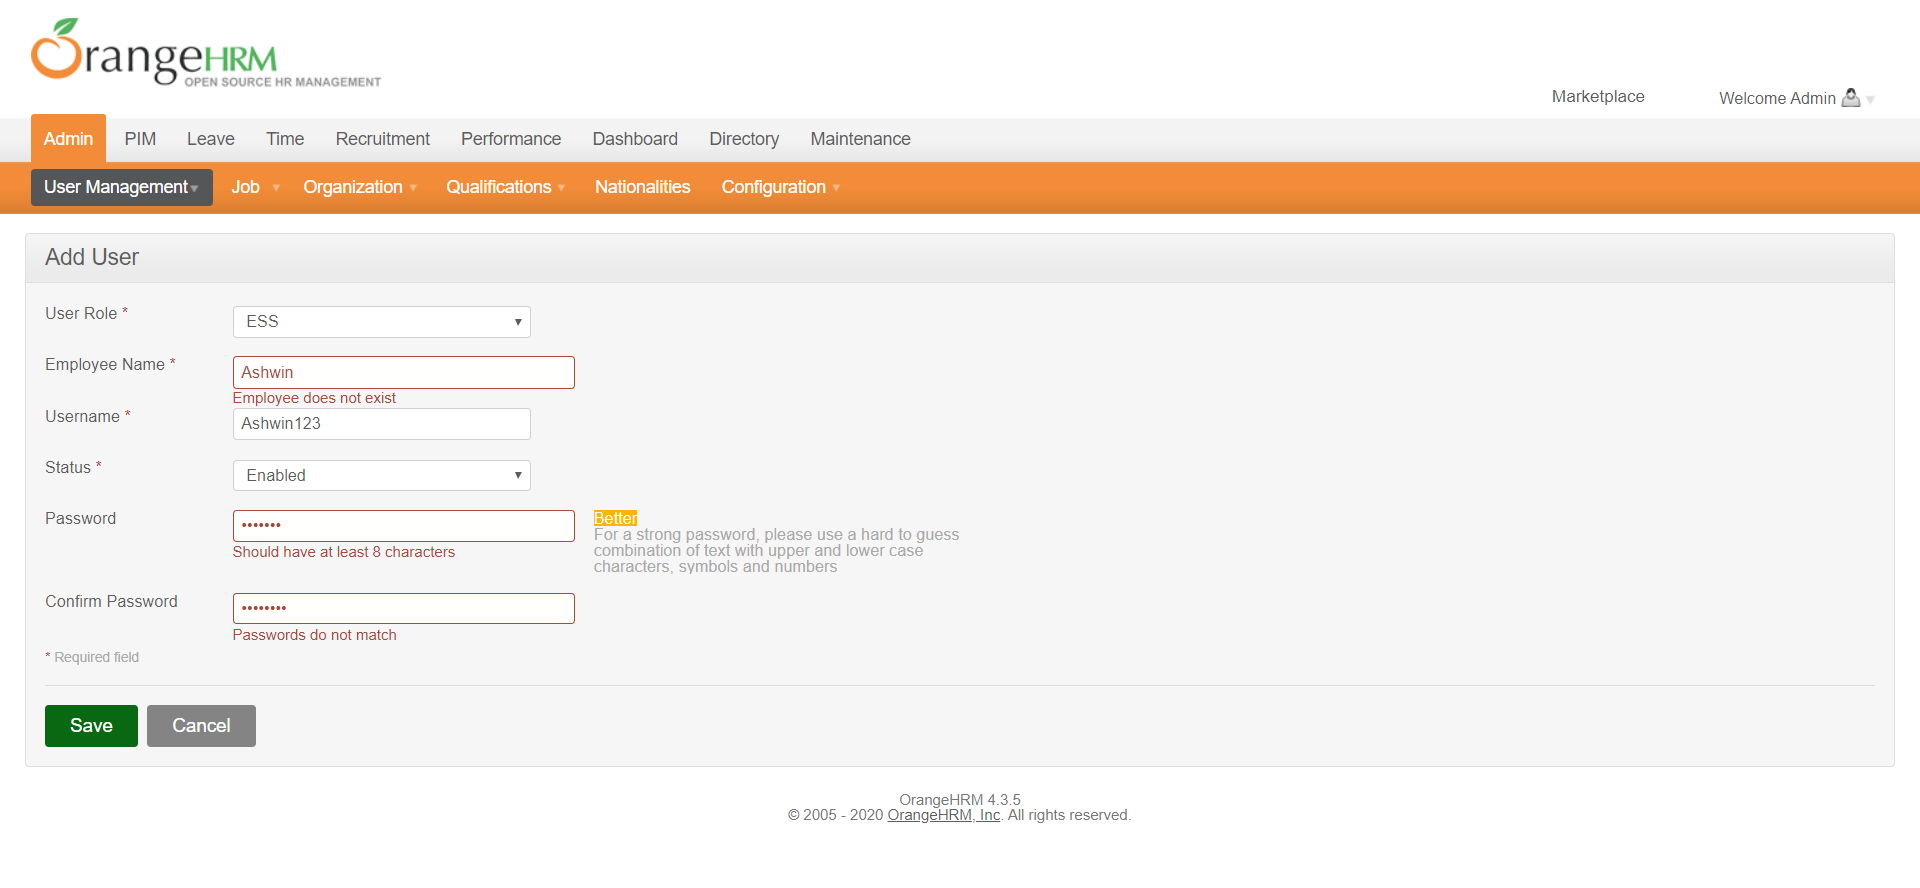 OrangeHRM
OPEN SOURCE HR MANAGEMENT
Marketplace
Welcome Admin
Admin PIM Leave Time Recruitment Performance Dashboard Directory Maintenance
User Management Job Organization Qualifications Nationalities Configuration
Add User
User Role *
ESS
Employee Name *
Ashwin
Employee does not exist
Username *
Ashwin123
Status *
Enabled
Password
•••••••
Should have at least 8 characters
Better
For a strong password, please use a hard to guess
combination of text with upper and lower case
characters, symbols and numbers
Confirm Password
••••••••
Passwords do not match
* Required field
Save Cancel
OrangeHRM 4.3.5
© 2005 - 2020 OrangeHRM, Inc. All rights reserved.